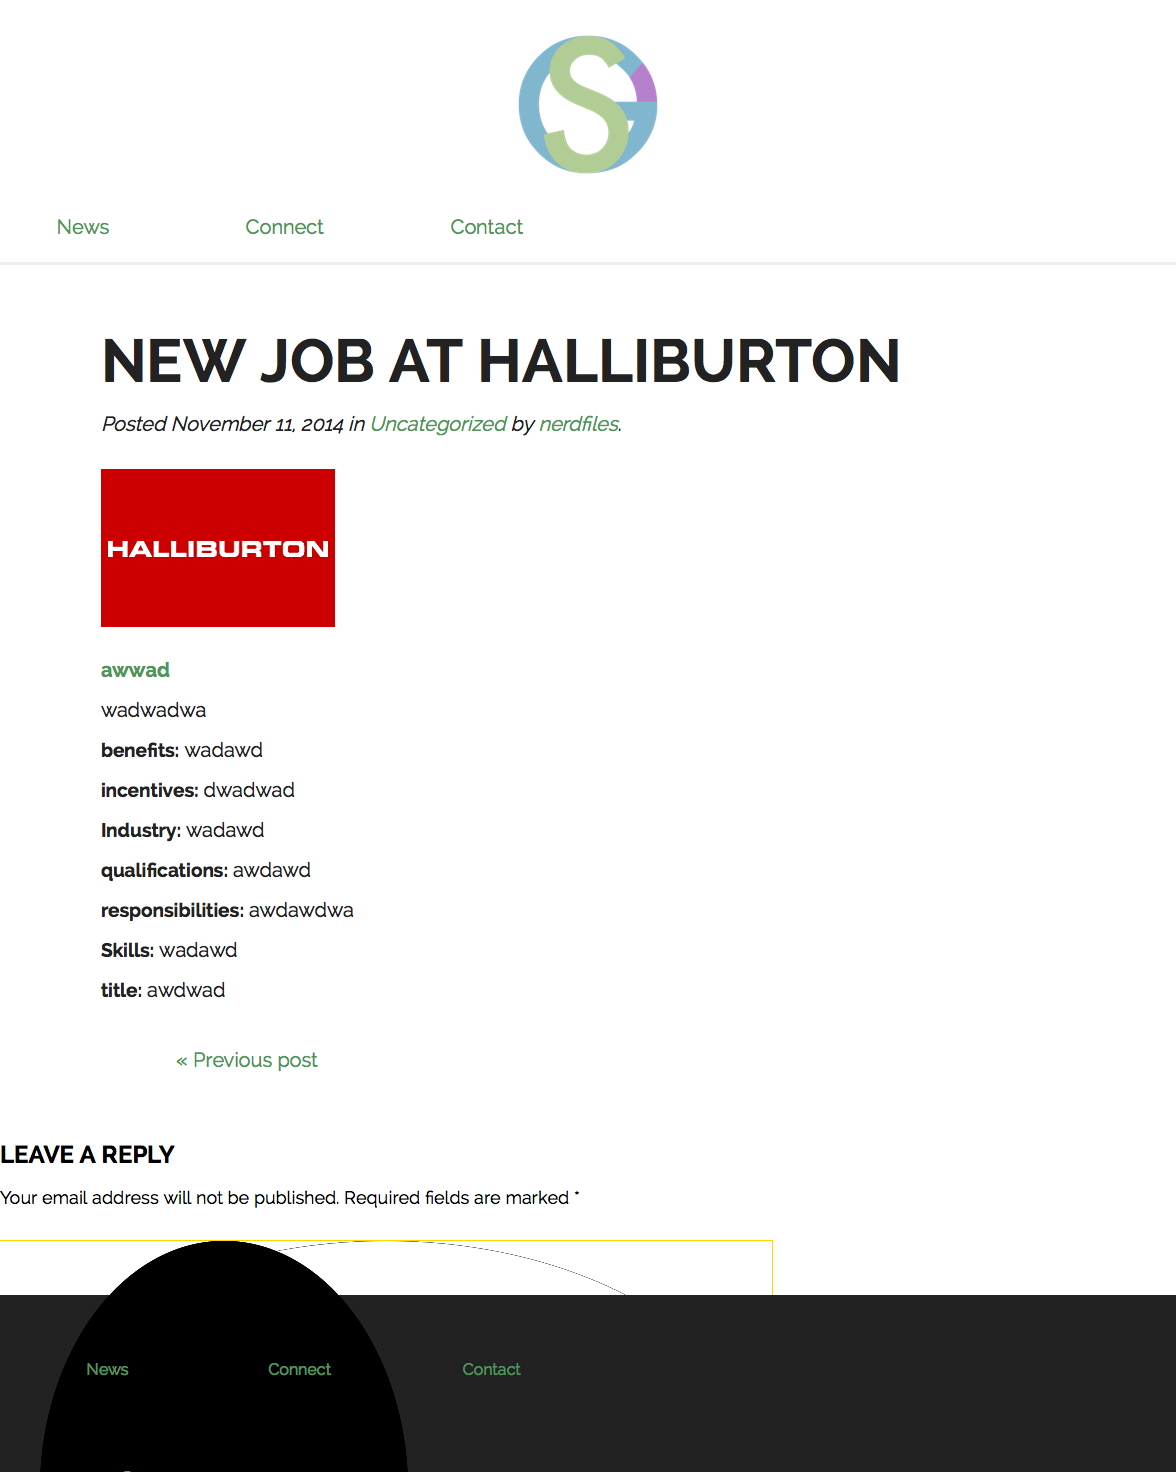 SG
News Connect Contact
NEW JOB AT HALLIBURTON
Posted November 11, 2014 in Uncategorized by nerdfiles.
HALLIBURTON
awwad
wadwadwa
benefits: wadawd
incentives: dwadwad
Industry: wadawd
qualifications: awdawd
responsibilities: awdawdwa
Skills: wadawd
title: awdwad
« Previous post
LEAVE A REPLY
Your email address will not be published. Required fields are marked *
News Connect Contact